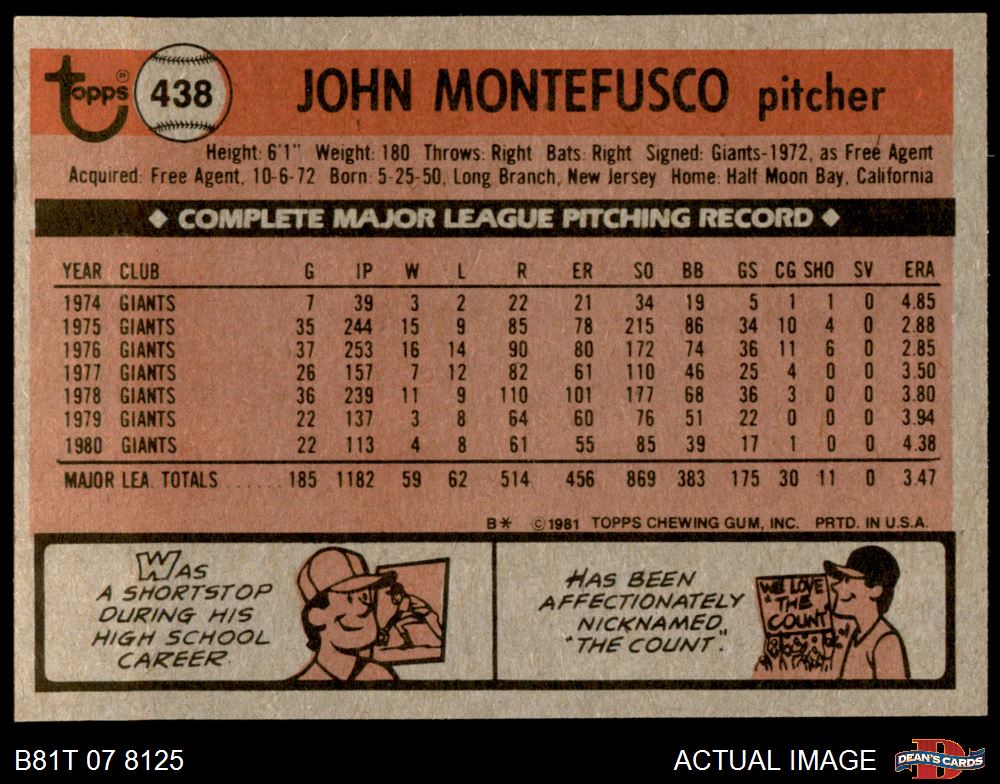 topps® 438 JOHN MONTEFUSCO pitcher
Height: 6'1" Weight: 180 Throws: Right Bats: Right Signed: Giants-1972, as Free Agent
Acquired: Free Agent, 10-6-72 Born: 5-25-50, Long Branch, New Jersey Home: Half Moon Bay, California
◆ COMPLETE MAJOR LEAGUE PITCHING RECORD ◆
YEAR CLUB G IP W L R ER SO BB GS CG SHO SV ERA
1974 GIANTS 7 39 3 2 22 21 34 19 5 1 1 0 4.85
1975 GIANTS 35 244 15 9 85 78 215 86 34 10 4 0 2.88
1976 GIANTS 37 253 16 14 90 80 172 74 36 11 6 0 2.85
1977 GIANTS 26 157 7 12 82 61 110 46 25 4 0 0 3.50
1978 GIANTS 36 239 11 9 110 101 177 68 36 3 0 0 3.80
1979 GIANTS 22 137 3 8 64 60 76 51 22 0 0 0 3.94
1980 GIANTS 22 113 4 8 61 55 85 39 17 1 0 0 4.38
MAJOR LEA. TOTALS ...... 185 1182 59 62 514 456 869 383 175 30 11 0 3.47
B* ©1981 TOPPS CHEWING GUM, INC. PRTD. IN U.S.A.
WAS
A SHORTSTOP
DURING HIS
HIGH SCHOOL
CAREER.
HAS BEEN
AFFECTIONATELY
NICKNAMED,
"THE COUNT".
WE LOVE
"THE
COUNT
B81T 07 8125
ACTUAL IMAGE
D
DEAN'S CARDS